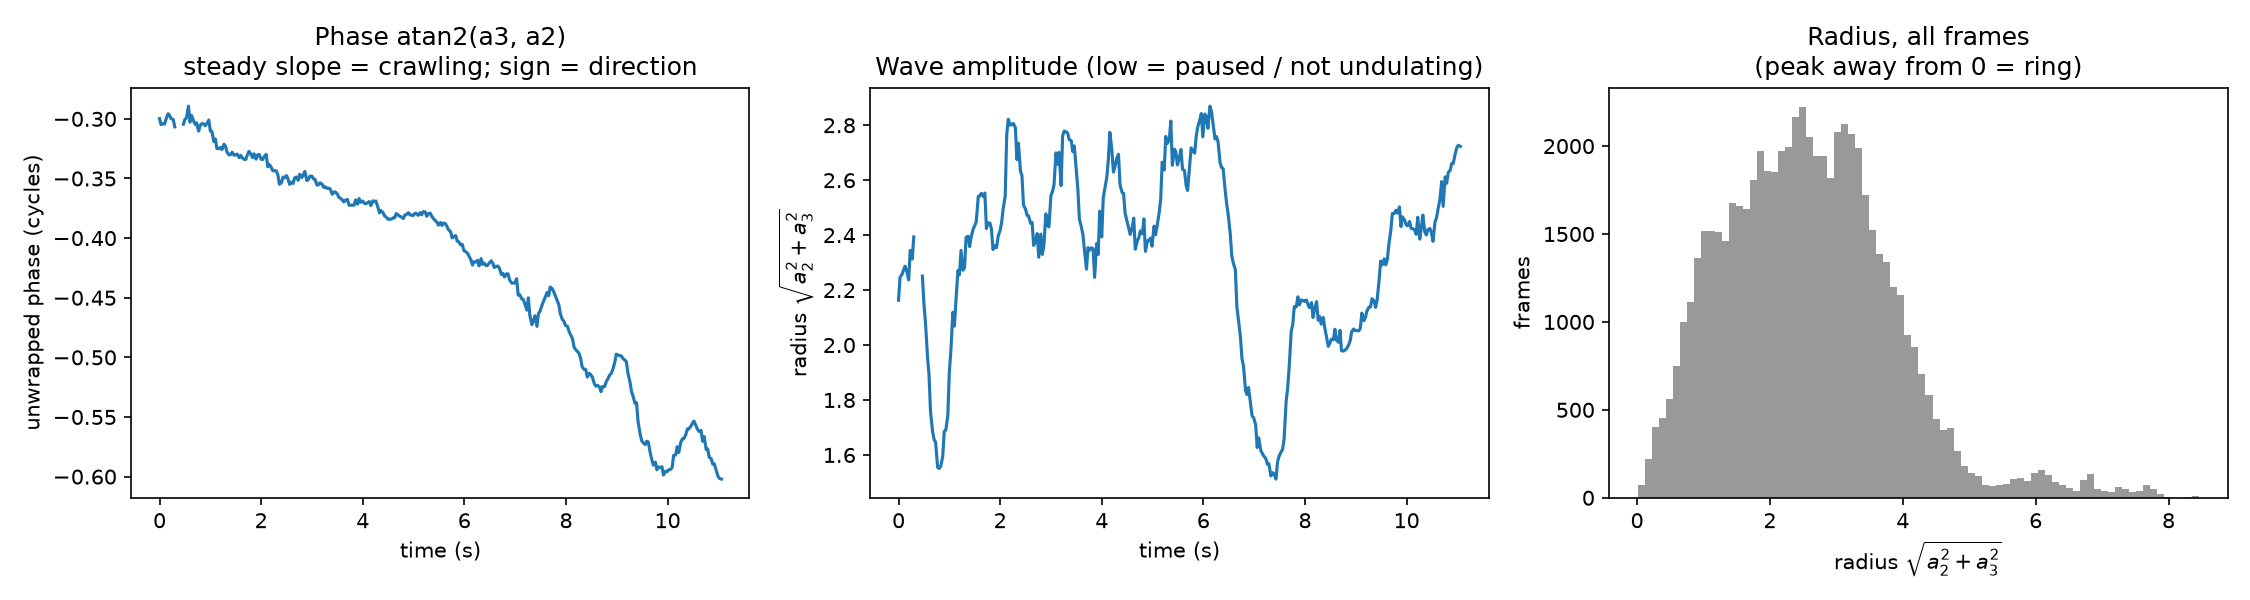 Phase atan2(a3, a2)
steady slope = crawling; sign = direction
unwrapped phase (cycles)
−0.30
−0.35
−0.40
−0.45
−0.50
−0.55
−0.60
0 2 4 6 8 10
time (s)
Wave amplitude (low = paused / not undulating)
radius √a₂² + a₃²
2.8
2.6
2.4
2.2
2.0
1.8
1.6
0 2 4 6 8 10
time (s)
Radius, all frames
(peak away from 0 = ring)
frames
2000
1500
1000
500
0
0 2 4 6 8
radius √a₂² + a₃²